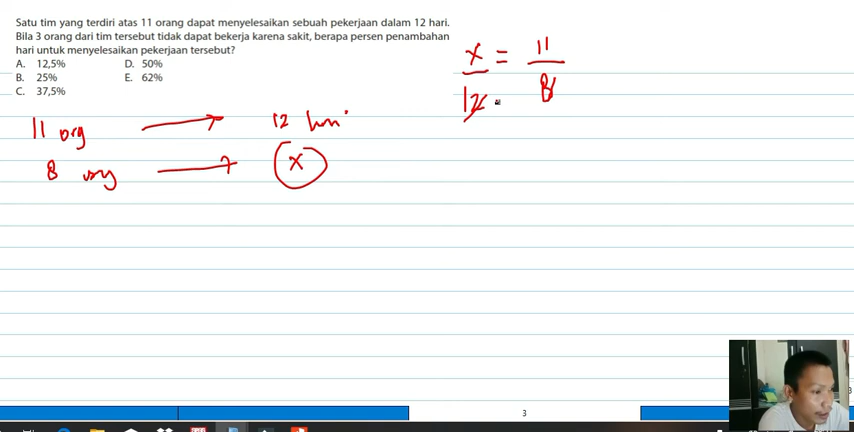 Satu tim yang terdiri atas 11 orang dapat menyelesaikan sebuah pekerjaan dalam 12 hari.
Bila 3 orang dari tim tersebut tidak dapat bekerja karena sakit, berapa persen penambahan
hari untuk menyelesaikan pekerjaan tersebut?
A. 12,5% D. 50%
B. 25% E. 62%
C. 37,5%
x = 11
12 8
11 org 12 hari
8 org x
3